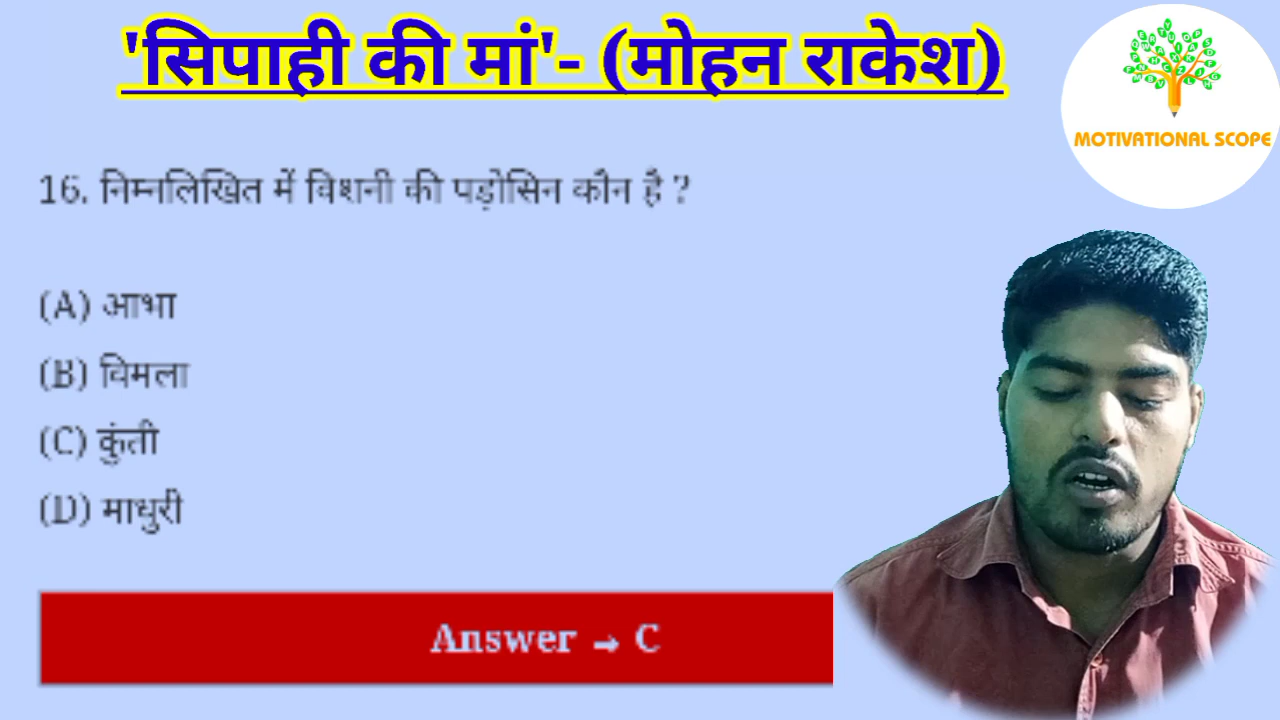 'सिपाही की मां'- (मोहन राकेश)
MOTIVATIONAL SCOPE
16. निम्नलिखित में विशनी की पड़ोसिन कौन है ?
(A) आभा
(B) विमला
(C) कुंती
(D) माधुरी
Answer → C